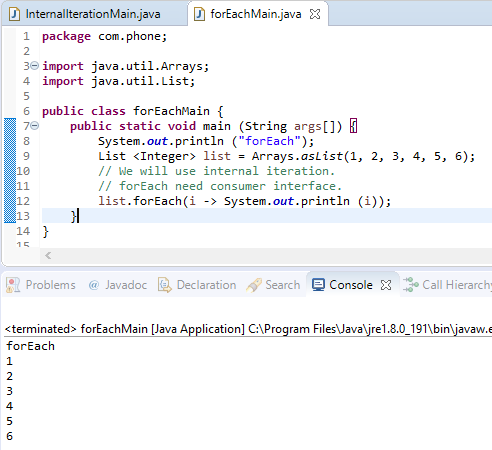 InternalIterationMain.java forEachMain.java
1 package com.phone;
2
3 import java.util.Arrays;
4 import java.util.List;
5
6 public class forEachMain {
7 public static void main (String args[]) {
8 System.out.println ("forEach");
9 List <Integer> list = Arrays.asList(1, 2, 3, 4, 5, 6);
10 // We will use internal iteration.
11 // forEach need consumer interface.
12 list.forEach(i -> System.out.println (i));
13 }
14 }
15
Problems @ Javadoc Declaration Search Console Call Hierarchy
<terminated> forEachMain [Java Application] C:\Program Files\Java\jre1.8.0_191\bin\javaw.e
forEach
1
2
3
4
5
6